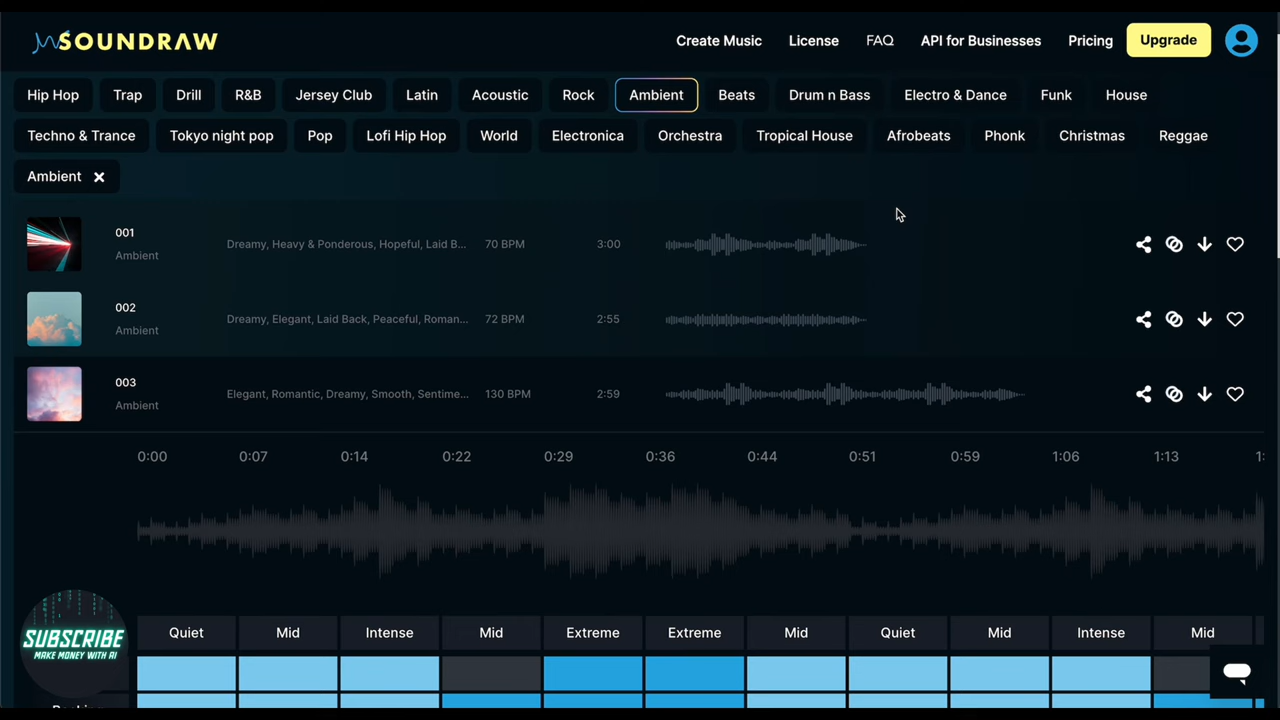 SOUNDRAW
Create Music License FAQ API for Businesses Pricing Upgrade
Hip Hop Trap Drill R&B Jersey Club Latin Acoustic Rock Ambient Beats Drum n Bass Electro & Dance Funk House
Techno & Trance Tokyo night pop Pop Lofi Hip Hop World Electronica Orchestra Tropical House Afrobeats Phonk Christmas Reggae
Ambient
001
Ambient
Dreamy, Heavy & Ponderous, Hopeful, Laid B... 70 BPM 3:00
002
Ambient
Dreamy, Elegant, Laid Back, Peaceful, Roman... 72 BPM 2:55
003
Ambient
Elegant, Romantic, Dreamy, Smooth, Sentime... 130 BPM 2:59
0:00 0:07 0:14 0:22 0:29 0:36 0:44 0:51 0:59 1:06 1:13 1:
Quiet Mid Intense Mid Extreme Extreme Mid Quiet Mid Intense Mid
SUBSCRIBE
MAKE MONEY WITH AI